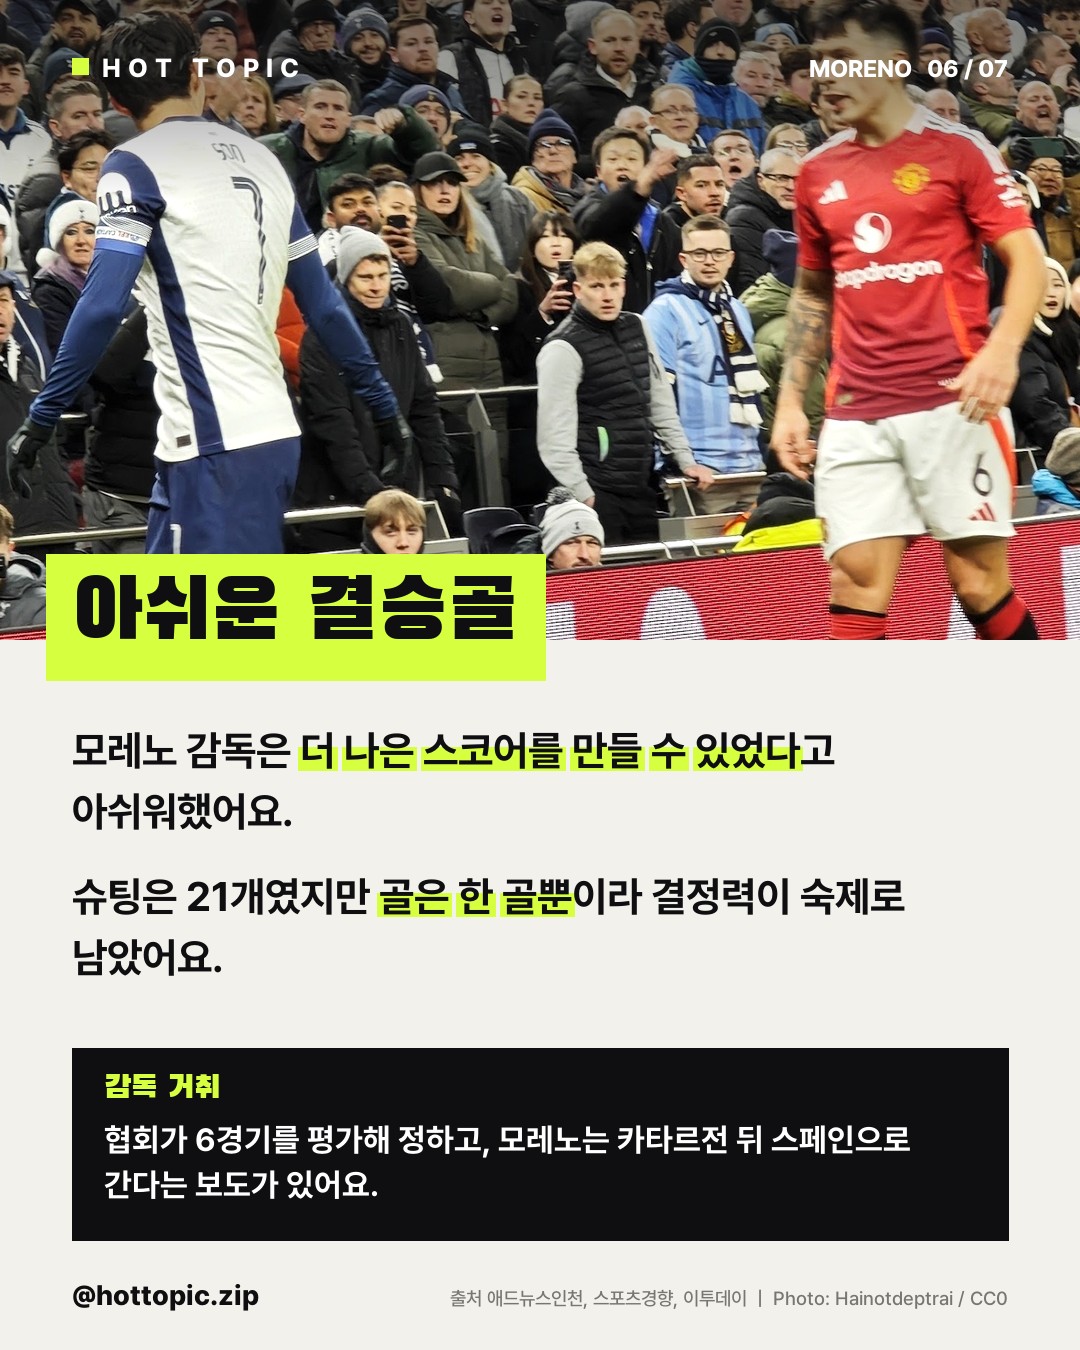 HOT TOPIC
MORENO 06 / 07
SON
7
snapdragon
6
아쉬운 결승골
모레노 감독은 더 나은 스코어를 만들 수 있었다고
아쉬워했어요.
슈팅은 21개였지만 골은 한 골뿐이라 결정력이 숙제로
남았어요.
감독 거취
협회가 6경기를 평가해 정하고, 모레노는 카타르전 뒤 스페인으로
간다는 보도가 있어요.
@hottopic.zip
출처 애드뉴스인천, 스포츠경향, 이투데이 | Photo: Hainotdeptrai / CC0